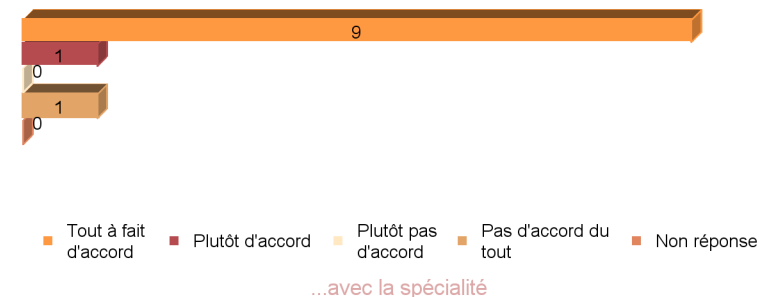 9
1
0
1
0
Tout à fait d'accord
Plutôt d'accord
Plutôt pas d'accord
Pas d'accord du tout
Non réponse
...avec la spécialité